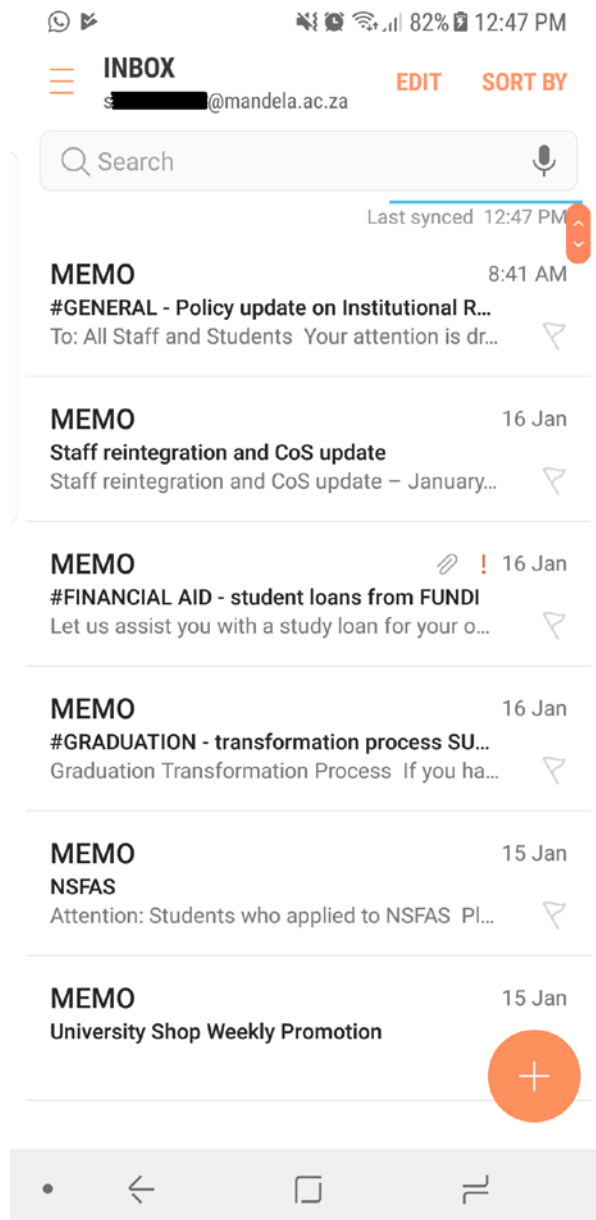 82% 12:47 PM
INBOX
EDIT SORT BY
s @mandela.ac.za
Search
Last synced 12:47 PM
MEMO 8:41 AM
#GENERAL - Policy update on Institutional R...
To: All Staff and Students Your attention is dr...
MEMO 16 Jan
Staff reintegration and CoS update
Staff reintegration and CoS update – January...
MEMO ! 16 Jan
#FINANCIAL AID - student loans from FUNDI
Let us assist you with a study loan for your o...
MEMO 16 Jan
#GRADUATION - transformation process SU...
Graduation Transformation Process If you ha...
MEMO 15 Jan
NSFAS
Attention: Students who applied to NSFAS Pl...
MEMO 15 Jan
University Shop Weekly Promotion